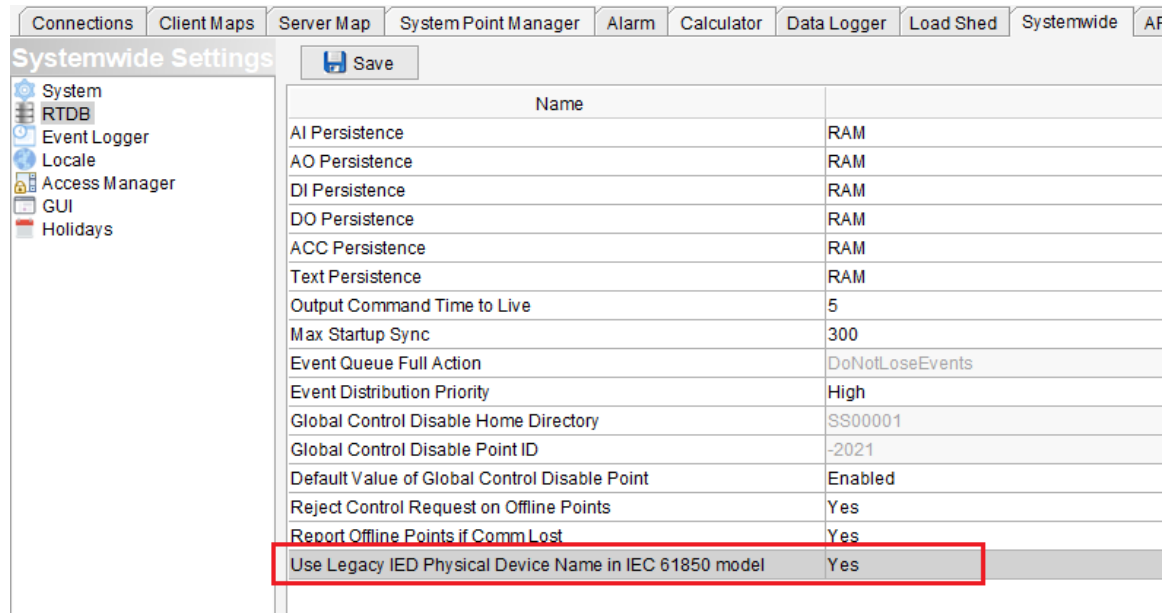 Connections Client Maps Server Map System Point Manager Alarm Calculator Data Logger Load Shed Systemwide
Systemwide Settings
Save
System
RTDB
Event Logger
Locale
Access Manager
GUI
Holidays
Name
AI Persistence RAM
AO Persistence RAM
DI Persistence RAM
DO Persistence RAM
ACC Persistence RAM
Text Persistence RAM
Output Command Time to Live 5
Max Startup Sync 300
Event Queue Full Action DoNotLoseEvents
Event Distribution Priority High
Global Control Disable Home Directory SS00001
Global Control Disable Point ID -2021
Default Value of Global Control Disable Point Enabled
Reject Control Request on Offline Points Yes
Report Offline Points if Comm Lost Yes
Use Legacy IED Physical Device Name in IEC 61850 model Yes